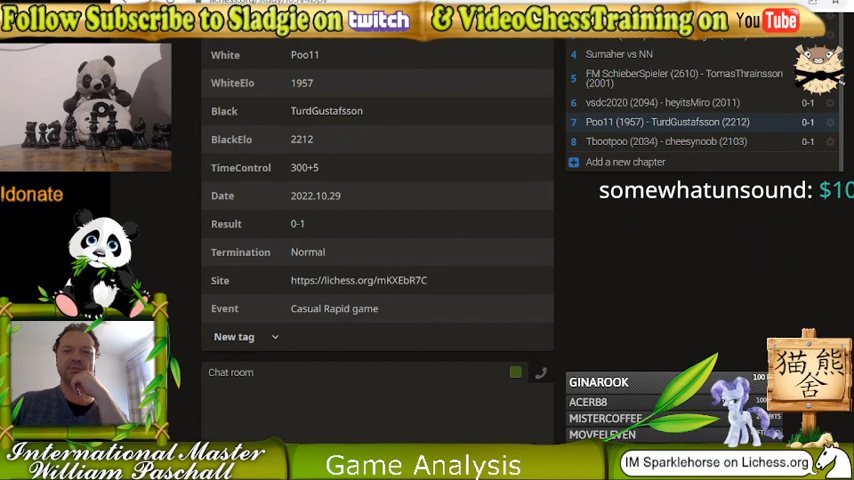 Follow & Subscribe to Sladgie on twitch & VideoChessTraining on YouTube
White Poo11
WhiteElo 1957
Black TurdGustafsson
BlackElo 2212
TimeControl 300+5
Date 2022.10.29
Result 0-1
Termination Normal
Site https://lichess.org/mKXEbR7C
Event Casual Rapid game
New tag
Chat room
4 Sumaher vs NN
5 FM SchieberSpieler (2610) - TomasThrainsson (2001)
6 vsdc2020 (2094) - heyitsMiro (2011) 0-1
7 Poo11 (1957) - TurdGustafsson (2212) 0-1
8 Tbootpoo (2034) - cheesynoob (2103) 0-1
Add a new chapter
somewhatunsound: $10
!donate
GINAROOK 100
ACERB8
MISTERCOFFEE
MOVEELEVEN
猫熊舍
International Master
William Paschall
Game Analysis
IM Sparklehorse on Lichess.org